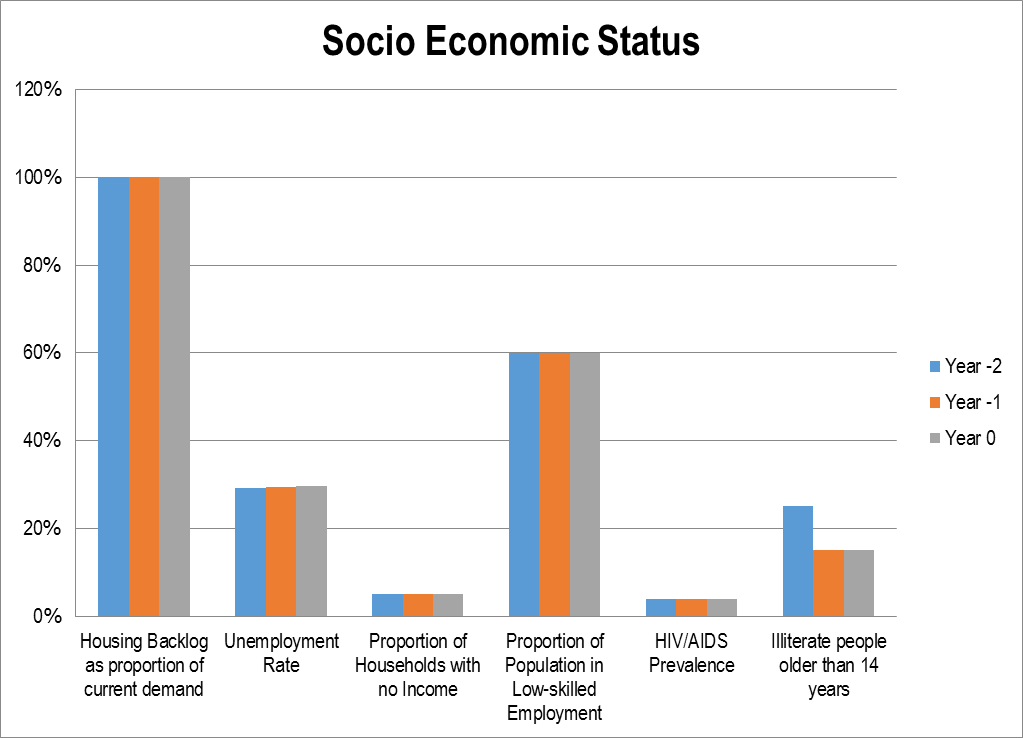 Socio Economic Status
120%
100%
80%
60%
40%
20%
0%
Housing Backlog
as proportion of
current demand
Unemployment
Rate
Proportion of
Households with
no Income
Proportion of
Population in
Low-skilled
Employment
HIV/AIDS
Prevalence
Illiterate people
older than 14
years
Year -2
Year -1
Year 0